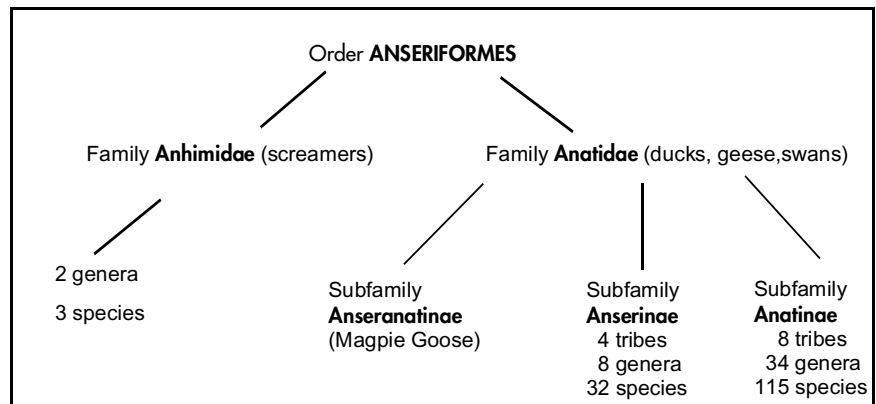 Order ANSERIFORMES
Family Anhimidae (screamers)
Family Anatidae (ducks, geese,swans)
2 genera
3 species
Subfamily
Anseranatinae
(Magpie Goose)
Subfamily
Anserinae
4 tribes
8 genera
32 species
Subfamily
Anatinae
8 tribes
34 genera
115 species